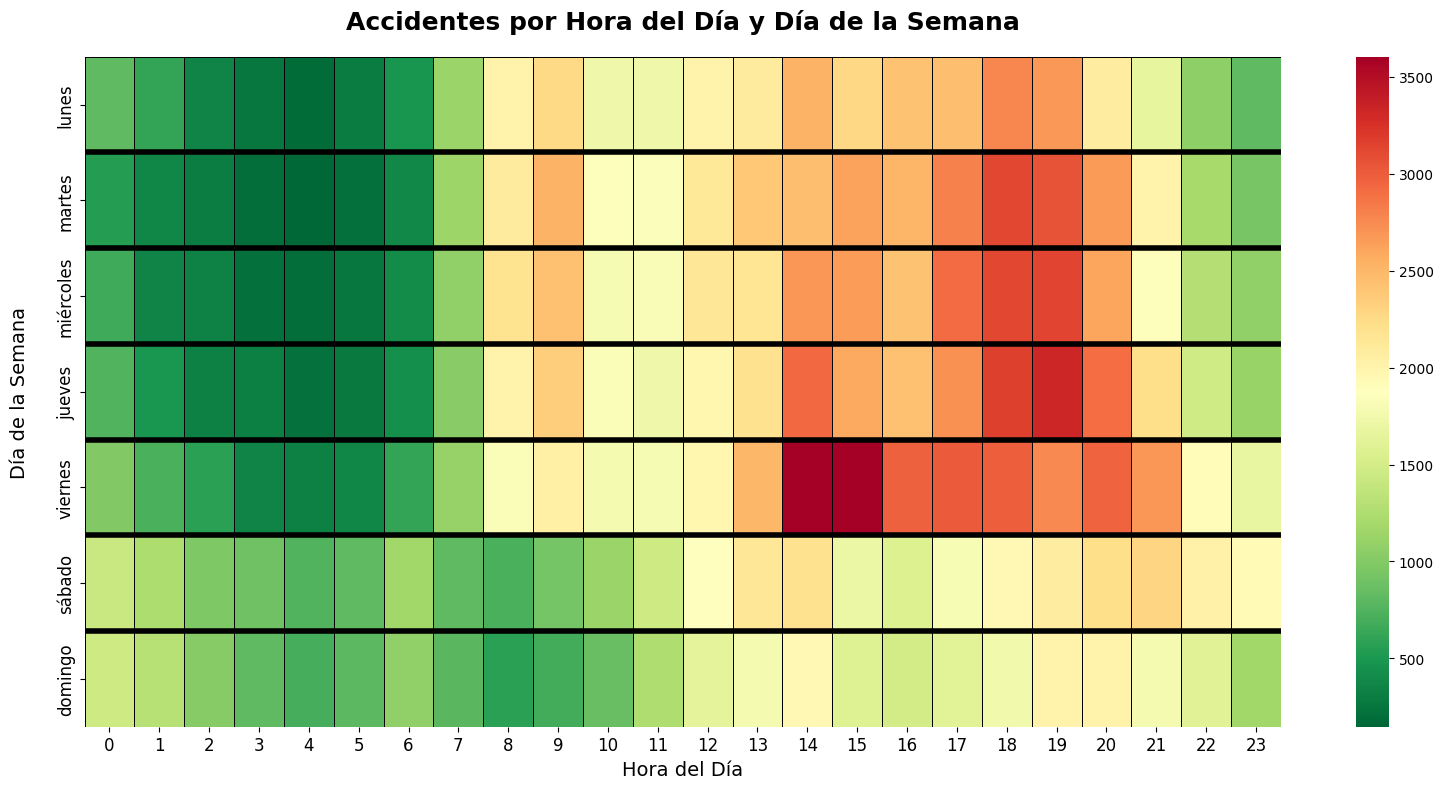 Accidentes por Hora del Día y Día de la Semana
Día de la Semana
lunes
martes
miércoles
jueves
viernes
sábado
domingo
0 1 2 3 4 5 6 7 8 9 10 11 12 13 14 15 16 17 18 19 20 21 22 23
Hora del Día
3500
3000
2500
2000
1500
1000
500